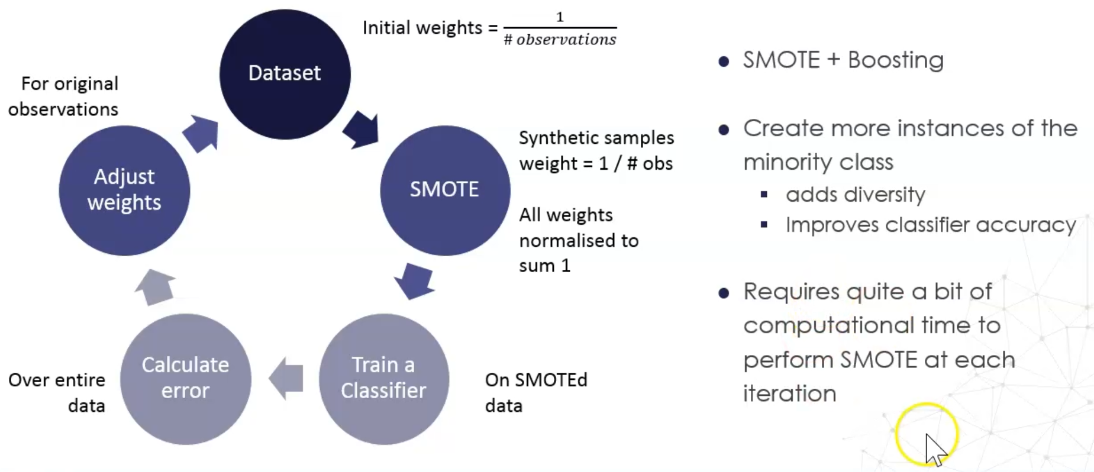 Initial weights = 1 / # observations
Dataset
For original
observations
Adjust
weights
SMOTE
Synthetic samples
weight = 1 / # obs
All weights
normalised to
sum 1
Calculate
error
Over entire
data
Train a
Classifier
On SMOTEd
data
● SMOTE + Boosting
● Create more instances of the
minority class
▪ adds diversity
▪ Improves classifier accuracy
● Requires quite a bit of
computational time to
perform SMOTE at each
iteration